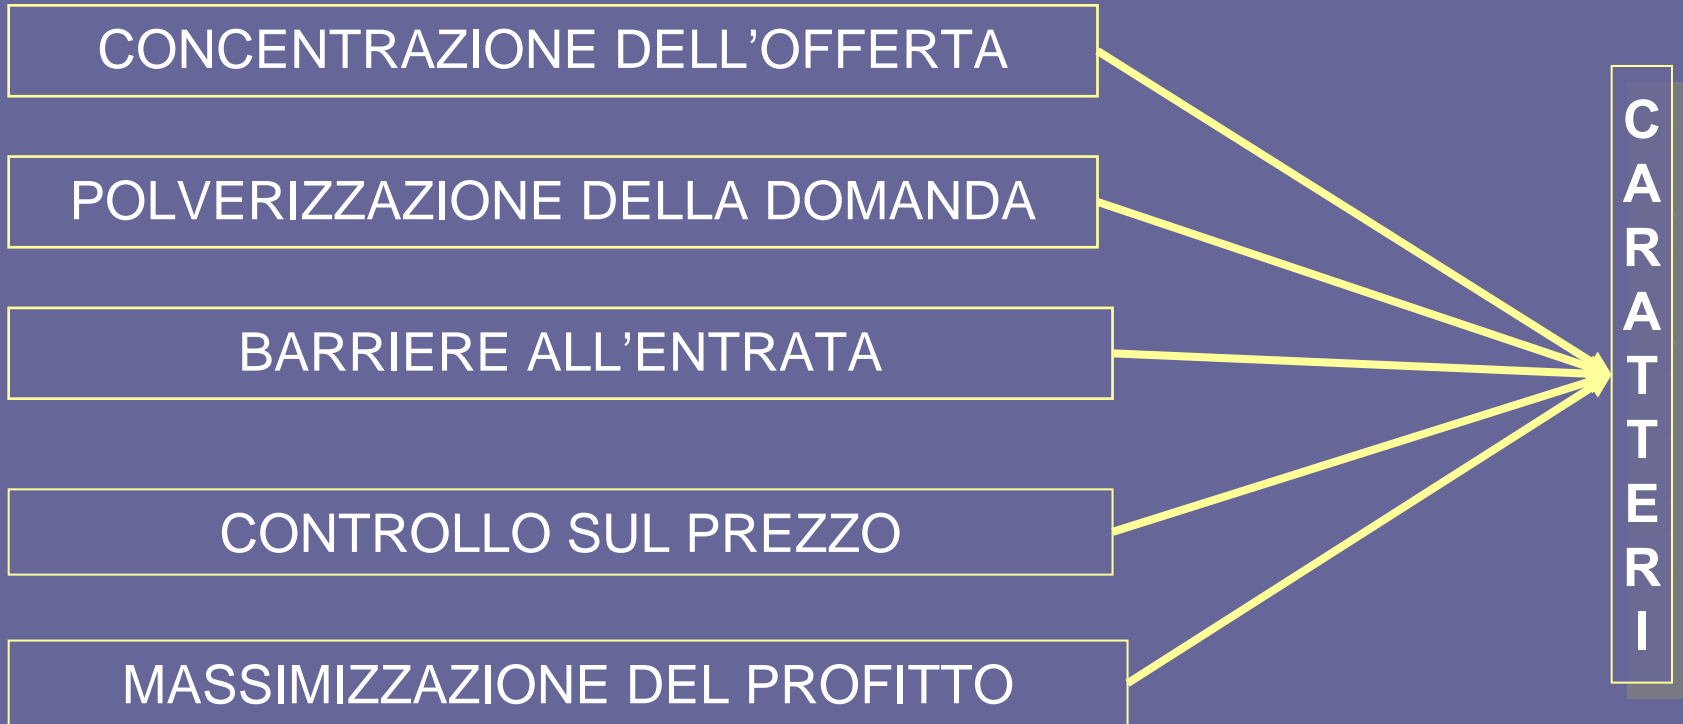 CONCENTRAZIONE DELL’OFFERTA
POLVERIZZAZIONE DELLA DOMANDA
BARRIERE ALL’ENTRATA
CONTROLLO SUL PREZZO
MASSIMIZZAZIONE DEL PROFITTO
CARATTERI